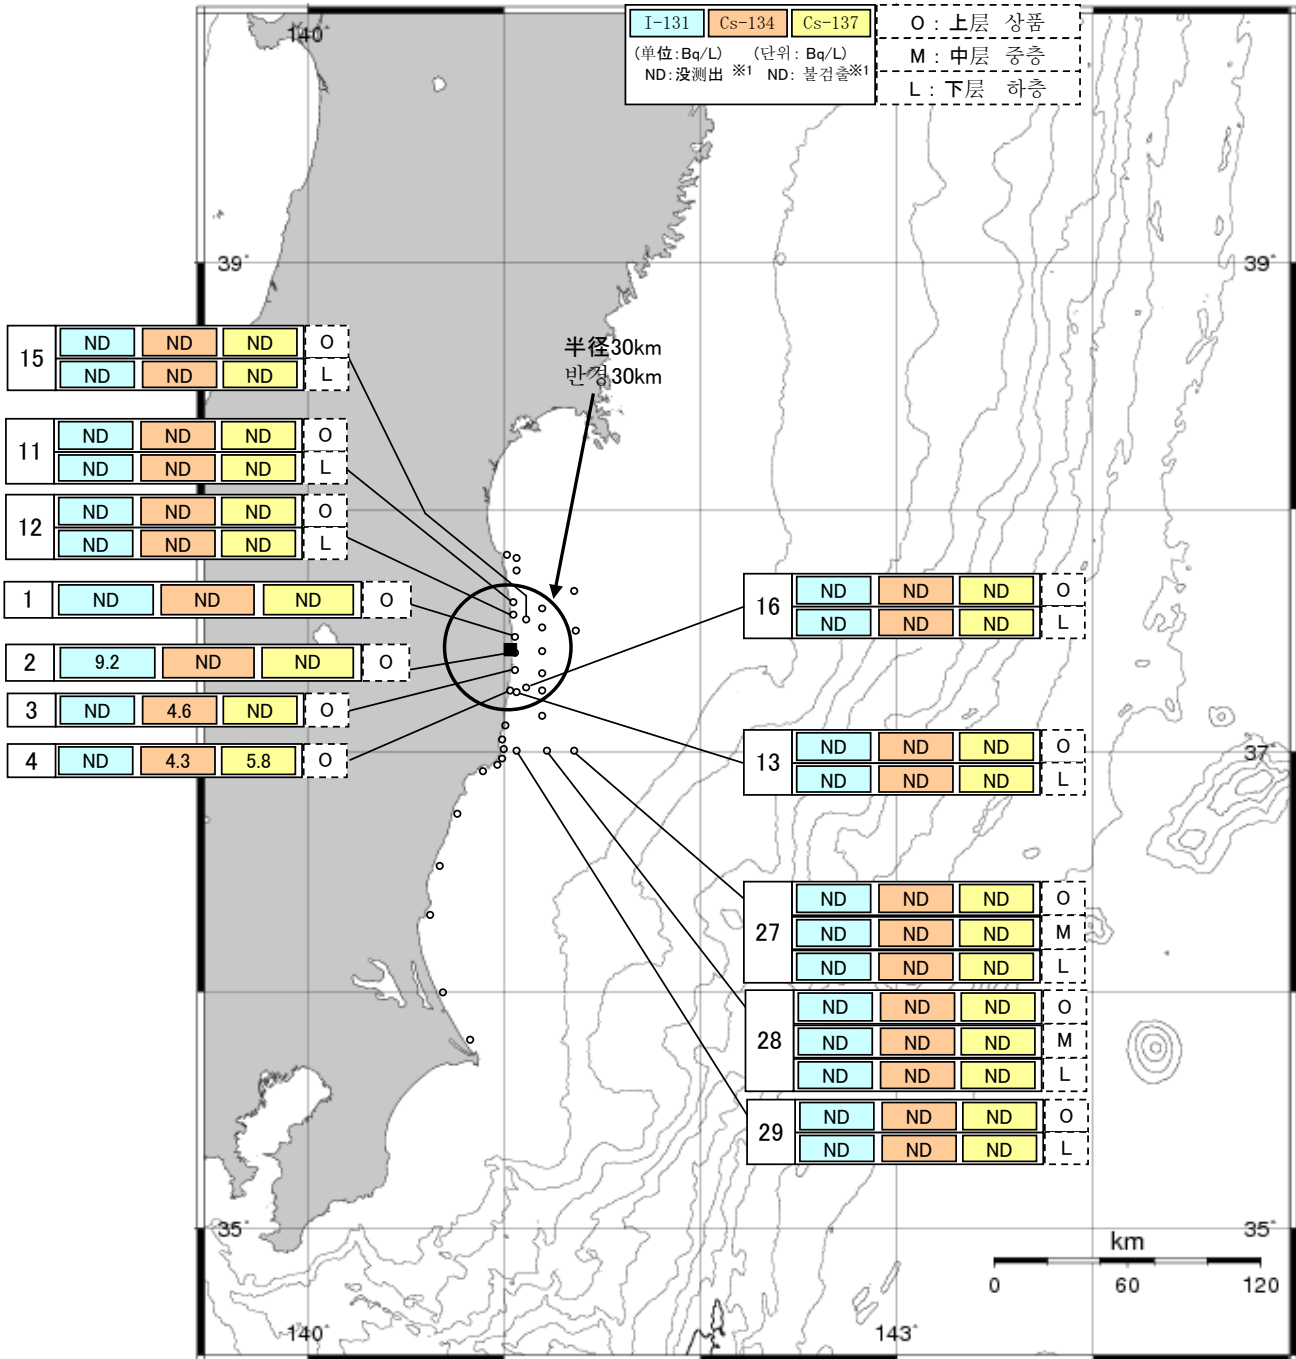 I-131 Cs-134 Cs-137
(単位:Bq/L) (단위: Bq/L)
ND:没测出 ※1 ND: 불검출※1
O : 上层 상품
M : 中层 중층
L : 下层 하층
140°
39° 39°
半径30km
반경30km
15 ND ND ND O
ND ND ND L
11 ND ND ND O
ND ND ND L
12 ND ND ND O
ND ND ND L
1 ND ND ND O
2 9.2 ND ND O
3 ND 4.6 ND O
4 ND 4.3 5.8 O
16 ND ND ND O
ND ND ND L
13 ND ND ND O
ND ND ND L
37°
27 ND ND ND O
ND ND ND M
ND ND ND L
28 ND ND ND O
ND ND ND M
ND ND ND L
29 ND ND ND O
ND ND ND L
35° 35°
km
0 60 120
140° 143°